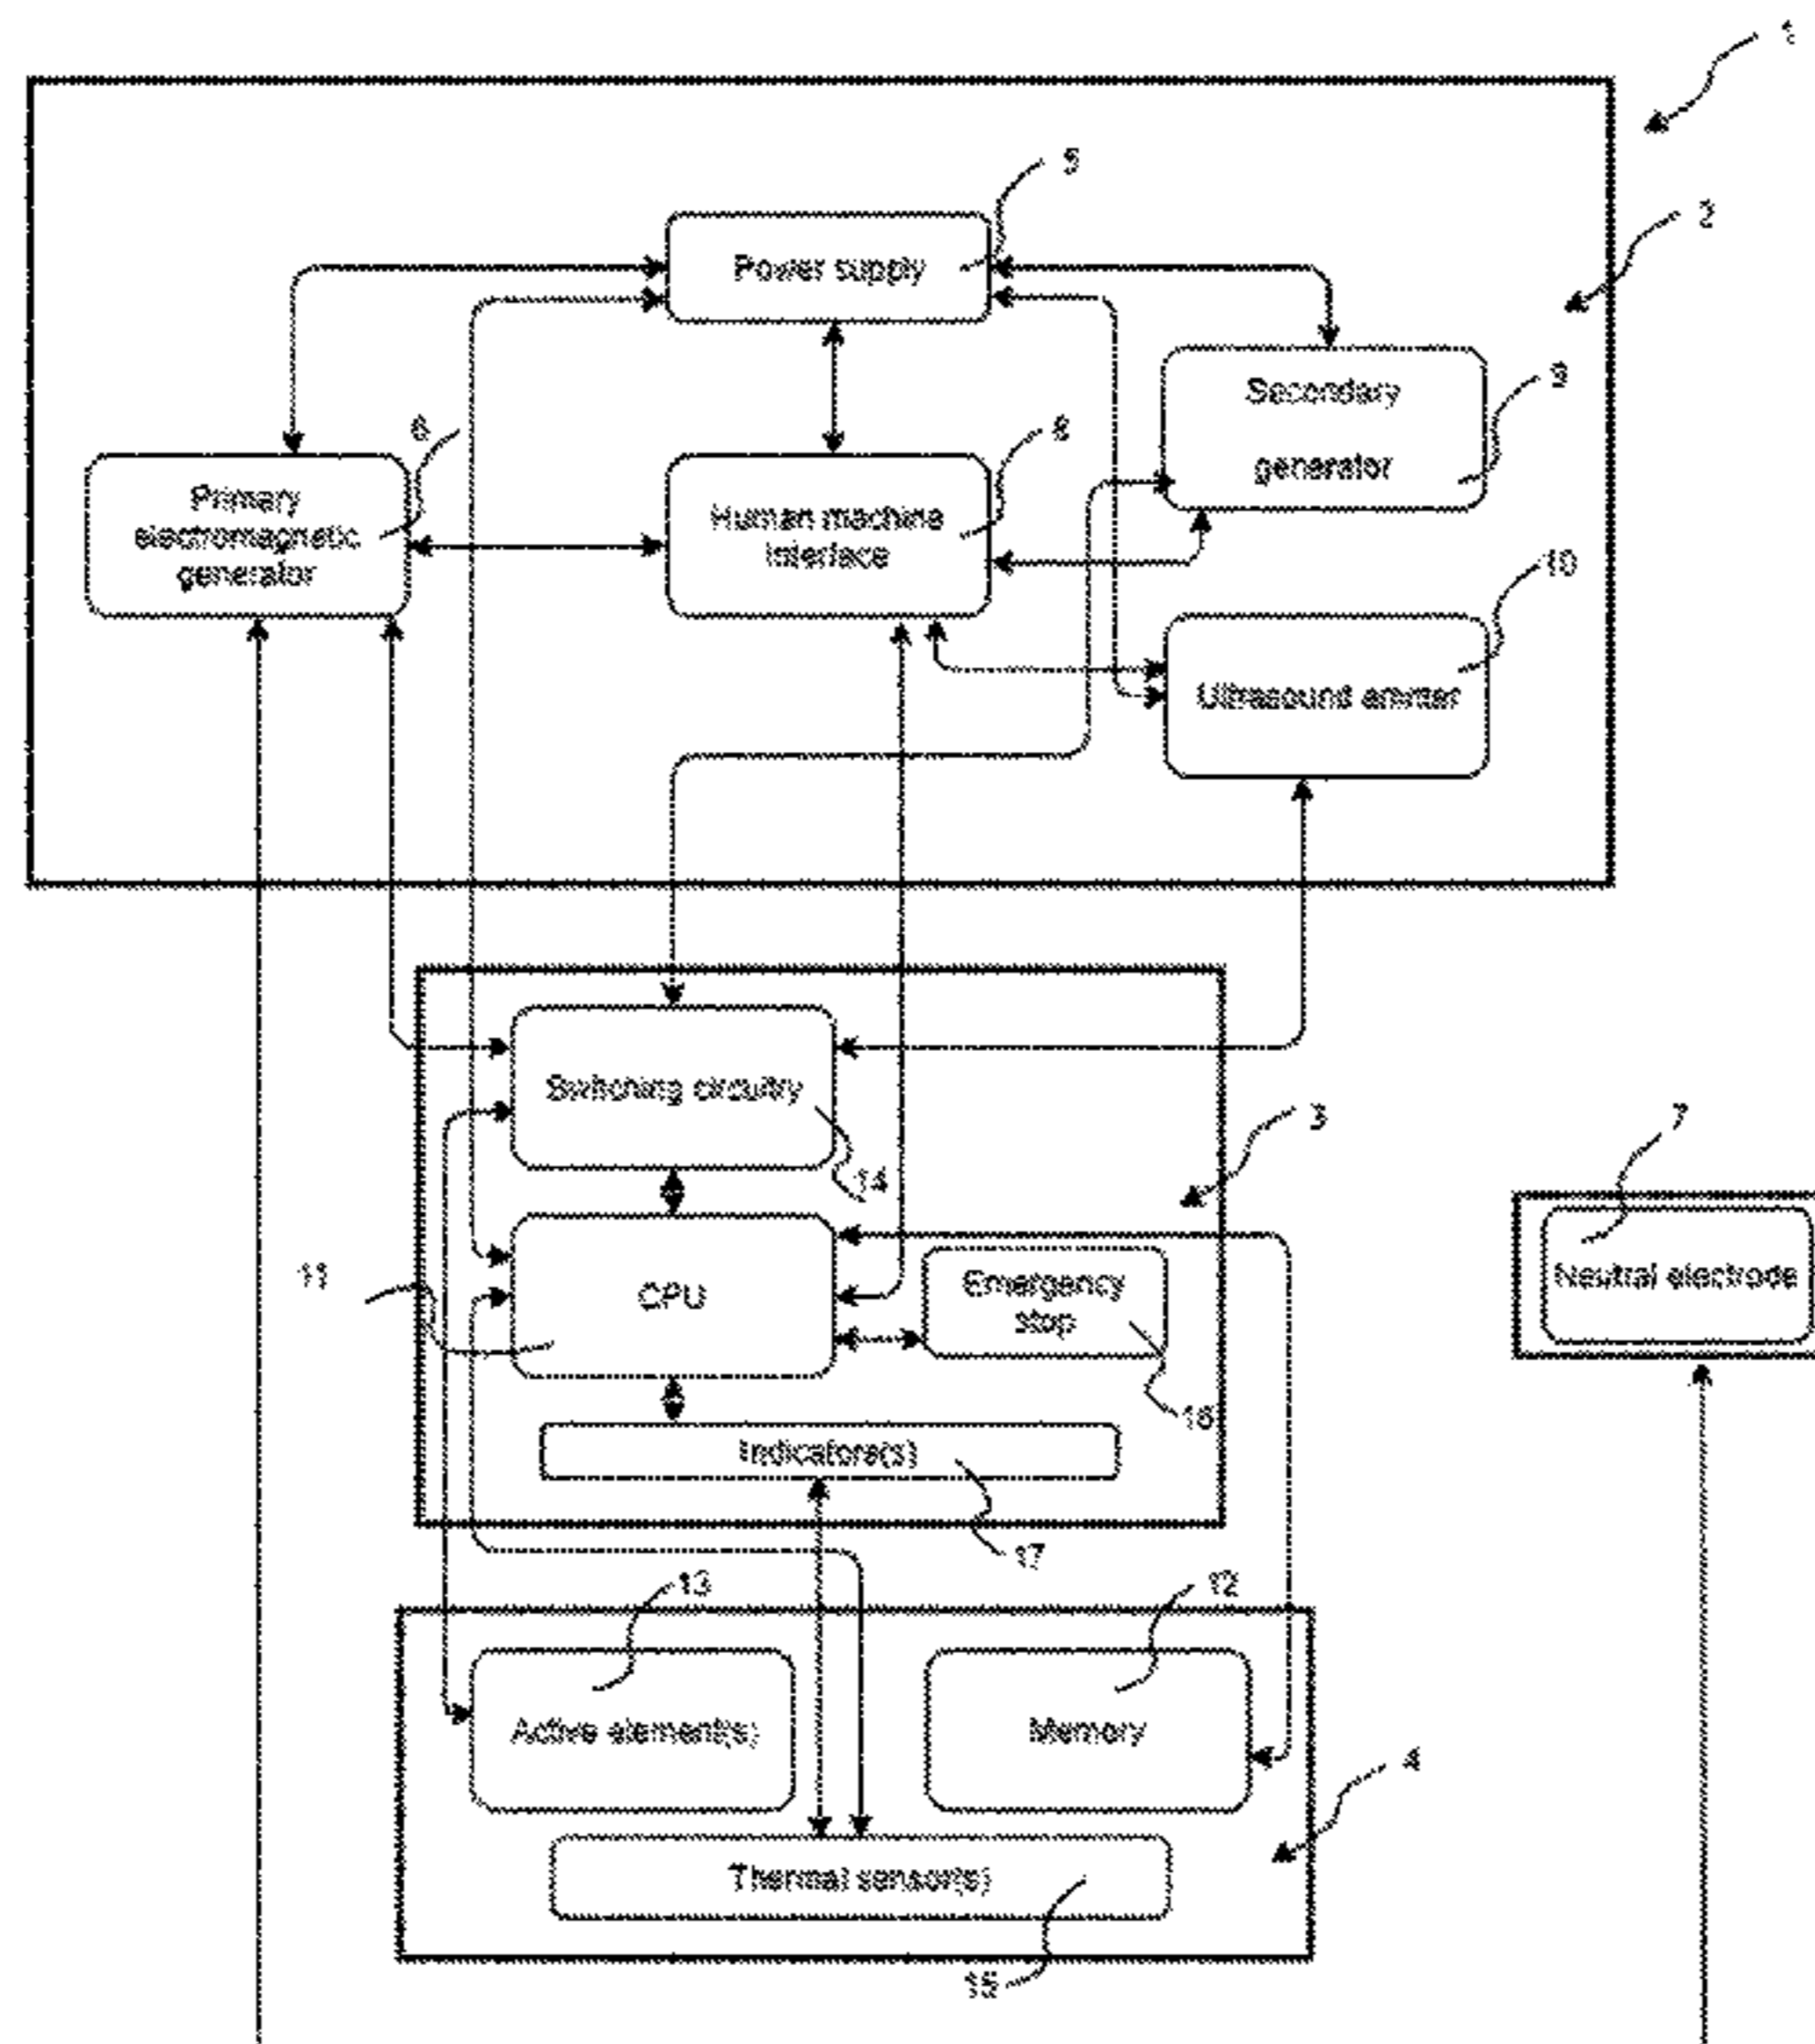 1
5
2
Power supply
Secondary
9
generator
6
8
Primary
electromagnetic
generator
Human machine
interface
10
Ultrasound emitter
Switching circuitry
3
7
14
11
CPU
Emergency
stop
Neutral electrode
16
Indicators(s)
17
13
12
Active element(s)
Memory
4
Thermal sensor(s)
15